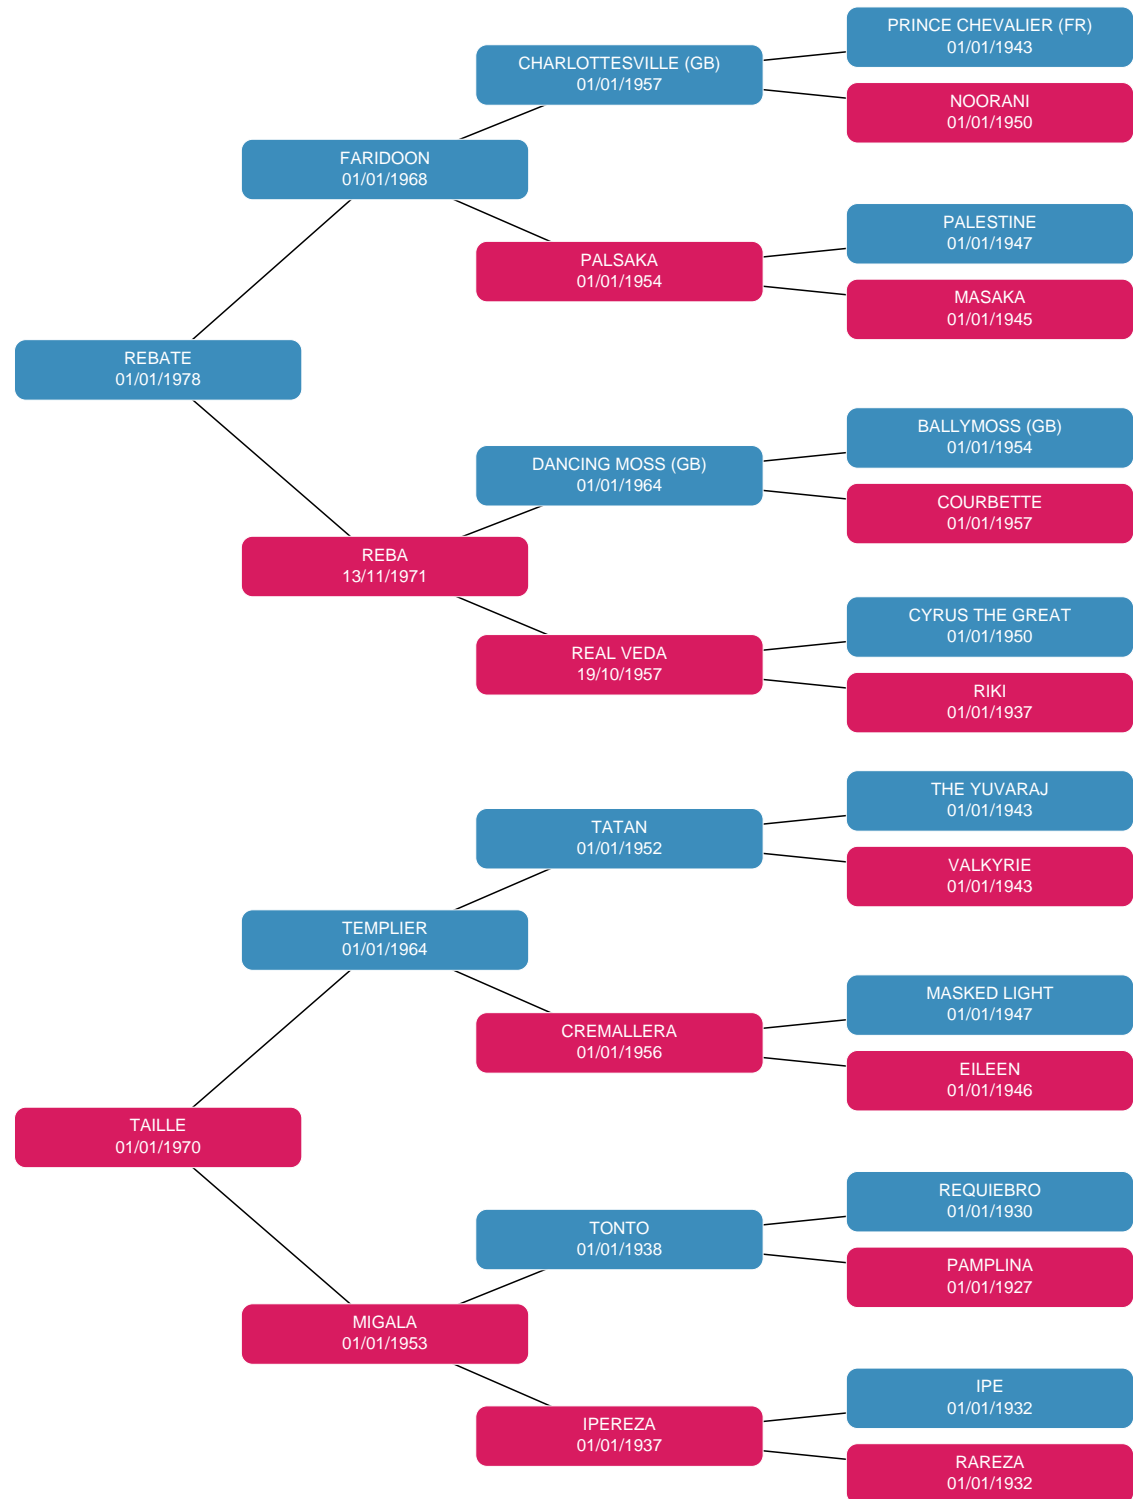 PRINCE CHEVALIER (FR)
01/01/1943
CHARLOTTESVILLE (GB)
01/01/1957
NOORANI
01/01/1950
FARIDOON
01/01/1968
PALESTINE
01/01/1947
PALSAKA
01/01/1954
MASAKA
01/01/1945
REBATE
01/01/1978
BALLYMOSS (GB)
01/01/1954
DANCING MOSS (GB)
01/01/1964
COURBETTE
01/01/1957
REBA
13/11/1971
CYRUS THE GREAT
01/01/1950
REAL VEDA
19/10/1957
RIKI
01/01/1937
THE YUVARAJ
01/01/1943
TATAN
01/01/1952
VALKYRIE
01/01/1943
TEMPLIER
01/01/1964
MASKED LIGHT
01/01/1947
CREMALLERA
01/01/1956
EILEEN
01/01/1946
TAILLE
01/01/1970
REQUIEBRO
01/01/1930
TONTO
01/01/1938
PAMPLINA
01/01/1927
MIGALA
01/01/1953
IPE
01/01/1932
IPEREZA
01/01/1937
RAREZA
01/01/1932